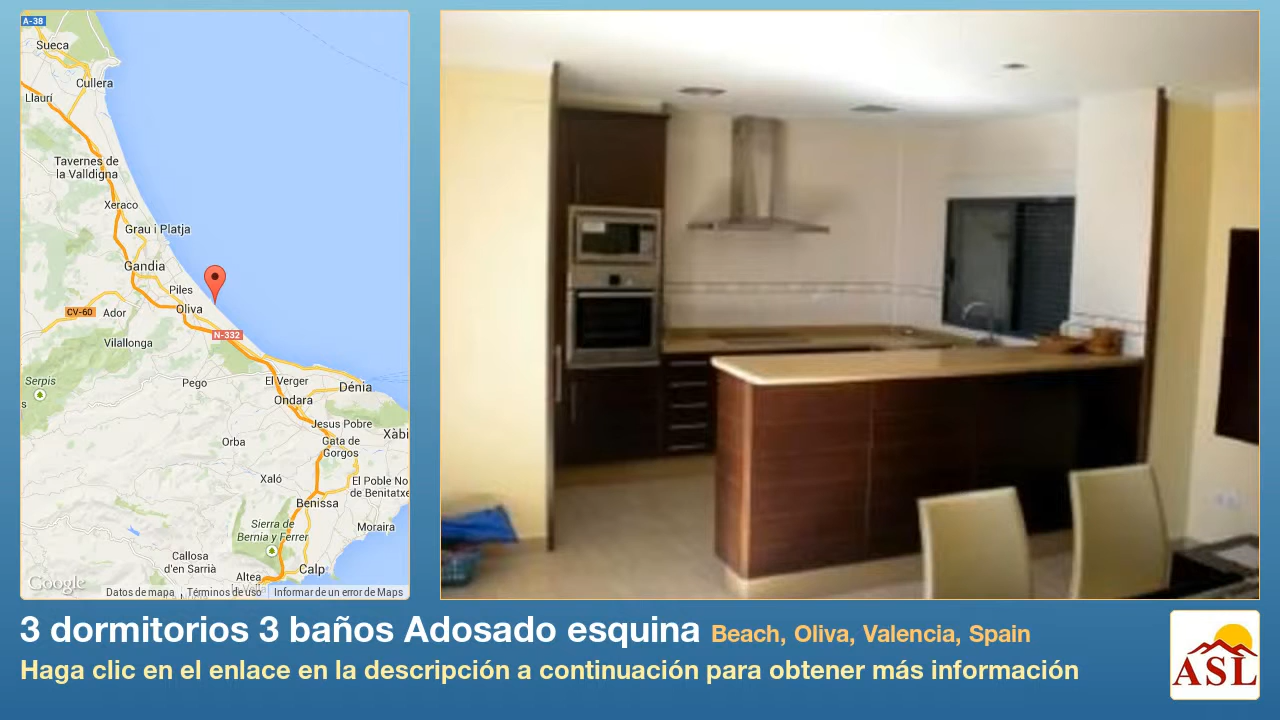 A-38
Sueca
Cullera
Llaurí
Tavernes de
la Valldigna
Xeraco
Grau i Platja
Gandia
Piles
Oliva
CV-60
Ador
N-332
Vilallonga
Serpis
s
Pego
El Verger
Dénia
Ondara
Jesus Pobre
Orba
Gata de
Gorgos
Xàbi
Xaló
El Poble No
de Benitatxe
Benissa
Sierra de
Bernia y Ferrer
Moraira
Callosa
d'en Sarrià
Altea
Calp
Google
Datos de mapa
Términos de uso
Informar de un error de Maps
3 dormitorios 3 baños Adosado esquina Beach, Oliva, Valencia, Spain
Haga clic en el enlace en la descripción a continuación para obtener más información
ASL